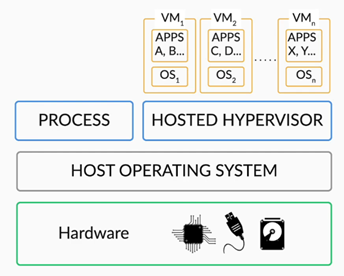 VM1 VM2 VMn
APPS APPS APPS
A, B... C, D... X, Y...
.....
OS1 OS2 OSn
PROCESS HOSTED HYPERVISOR
HOST OPERATING SYSTEM
Hardware